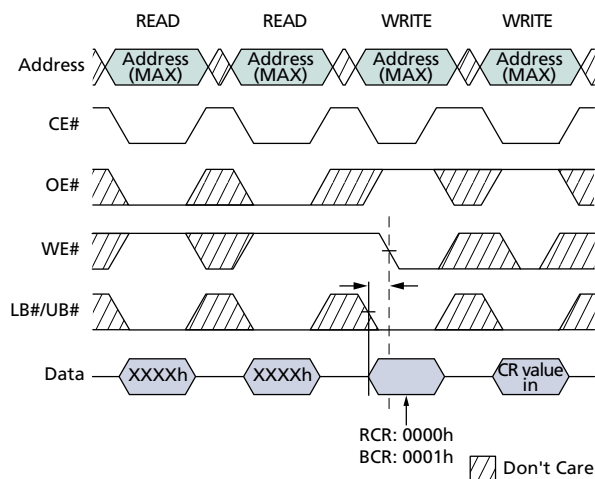 READ READ WRITE WRITE
Address Address (MAX) Address (MAX) Address (MAX) Address (MAX)
CE#
OE#
WE#
LB#/UB#
Data XXXXh XXXXh CR value in
RCR: 0000h
BCR: 0001h
Don't Care